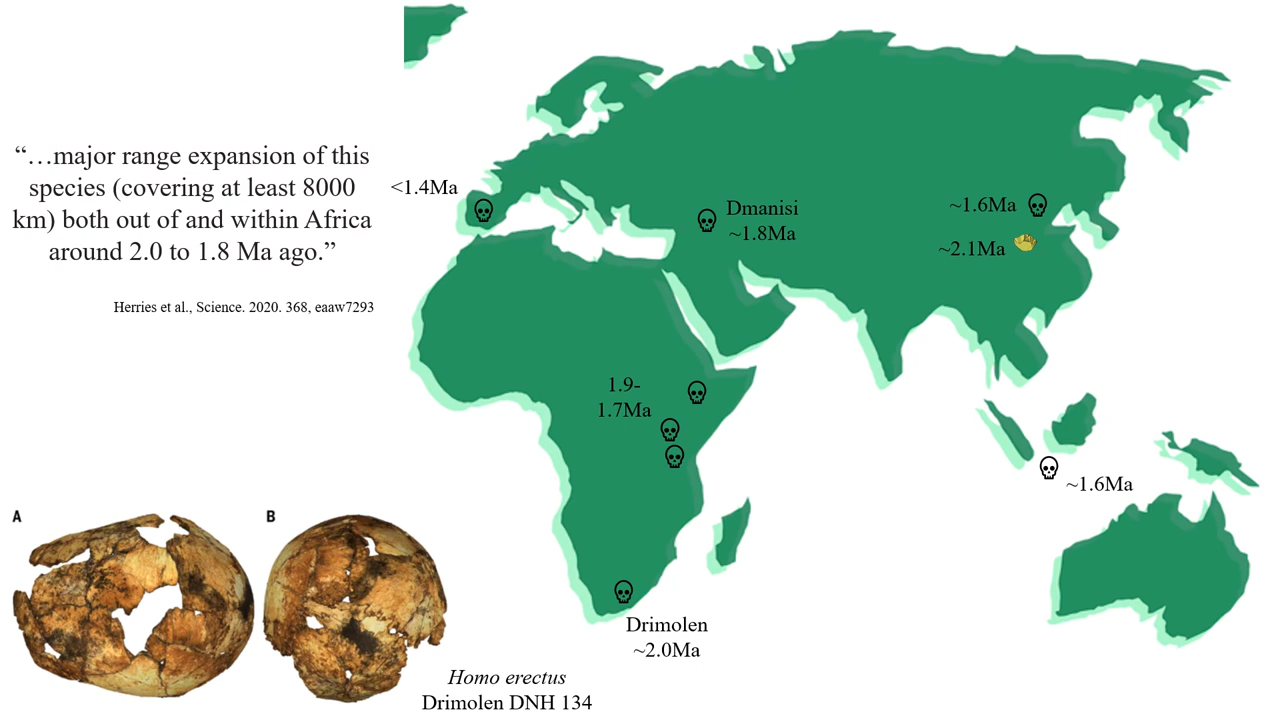 “…major range expansion of this
species (covering at least 8000
km) both out of and within Africa
around 2.0 to 1.8 Ma ago.”
Herries et al., Science. 2020. 368, eaaw7293
<1.4Ma
Dmanisi
~1.8Ma
~1.6Ma
~2.1Ma
1.9-
1.7Ma
~1.6Ma
Drimolen
~2.0Ma
A
B
Homo erectus
Drimolen DNH 134